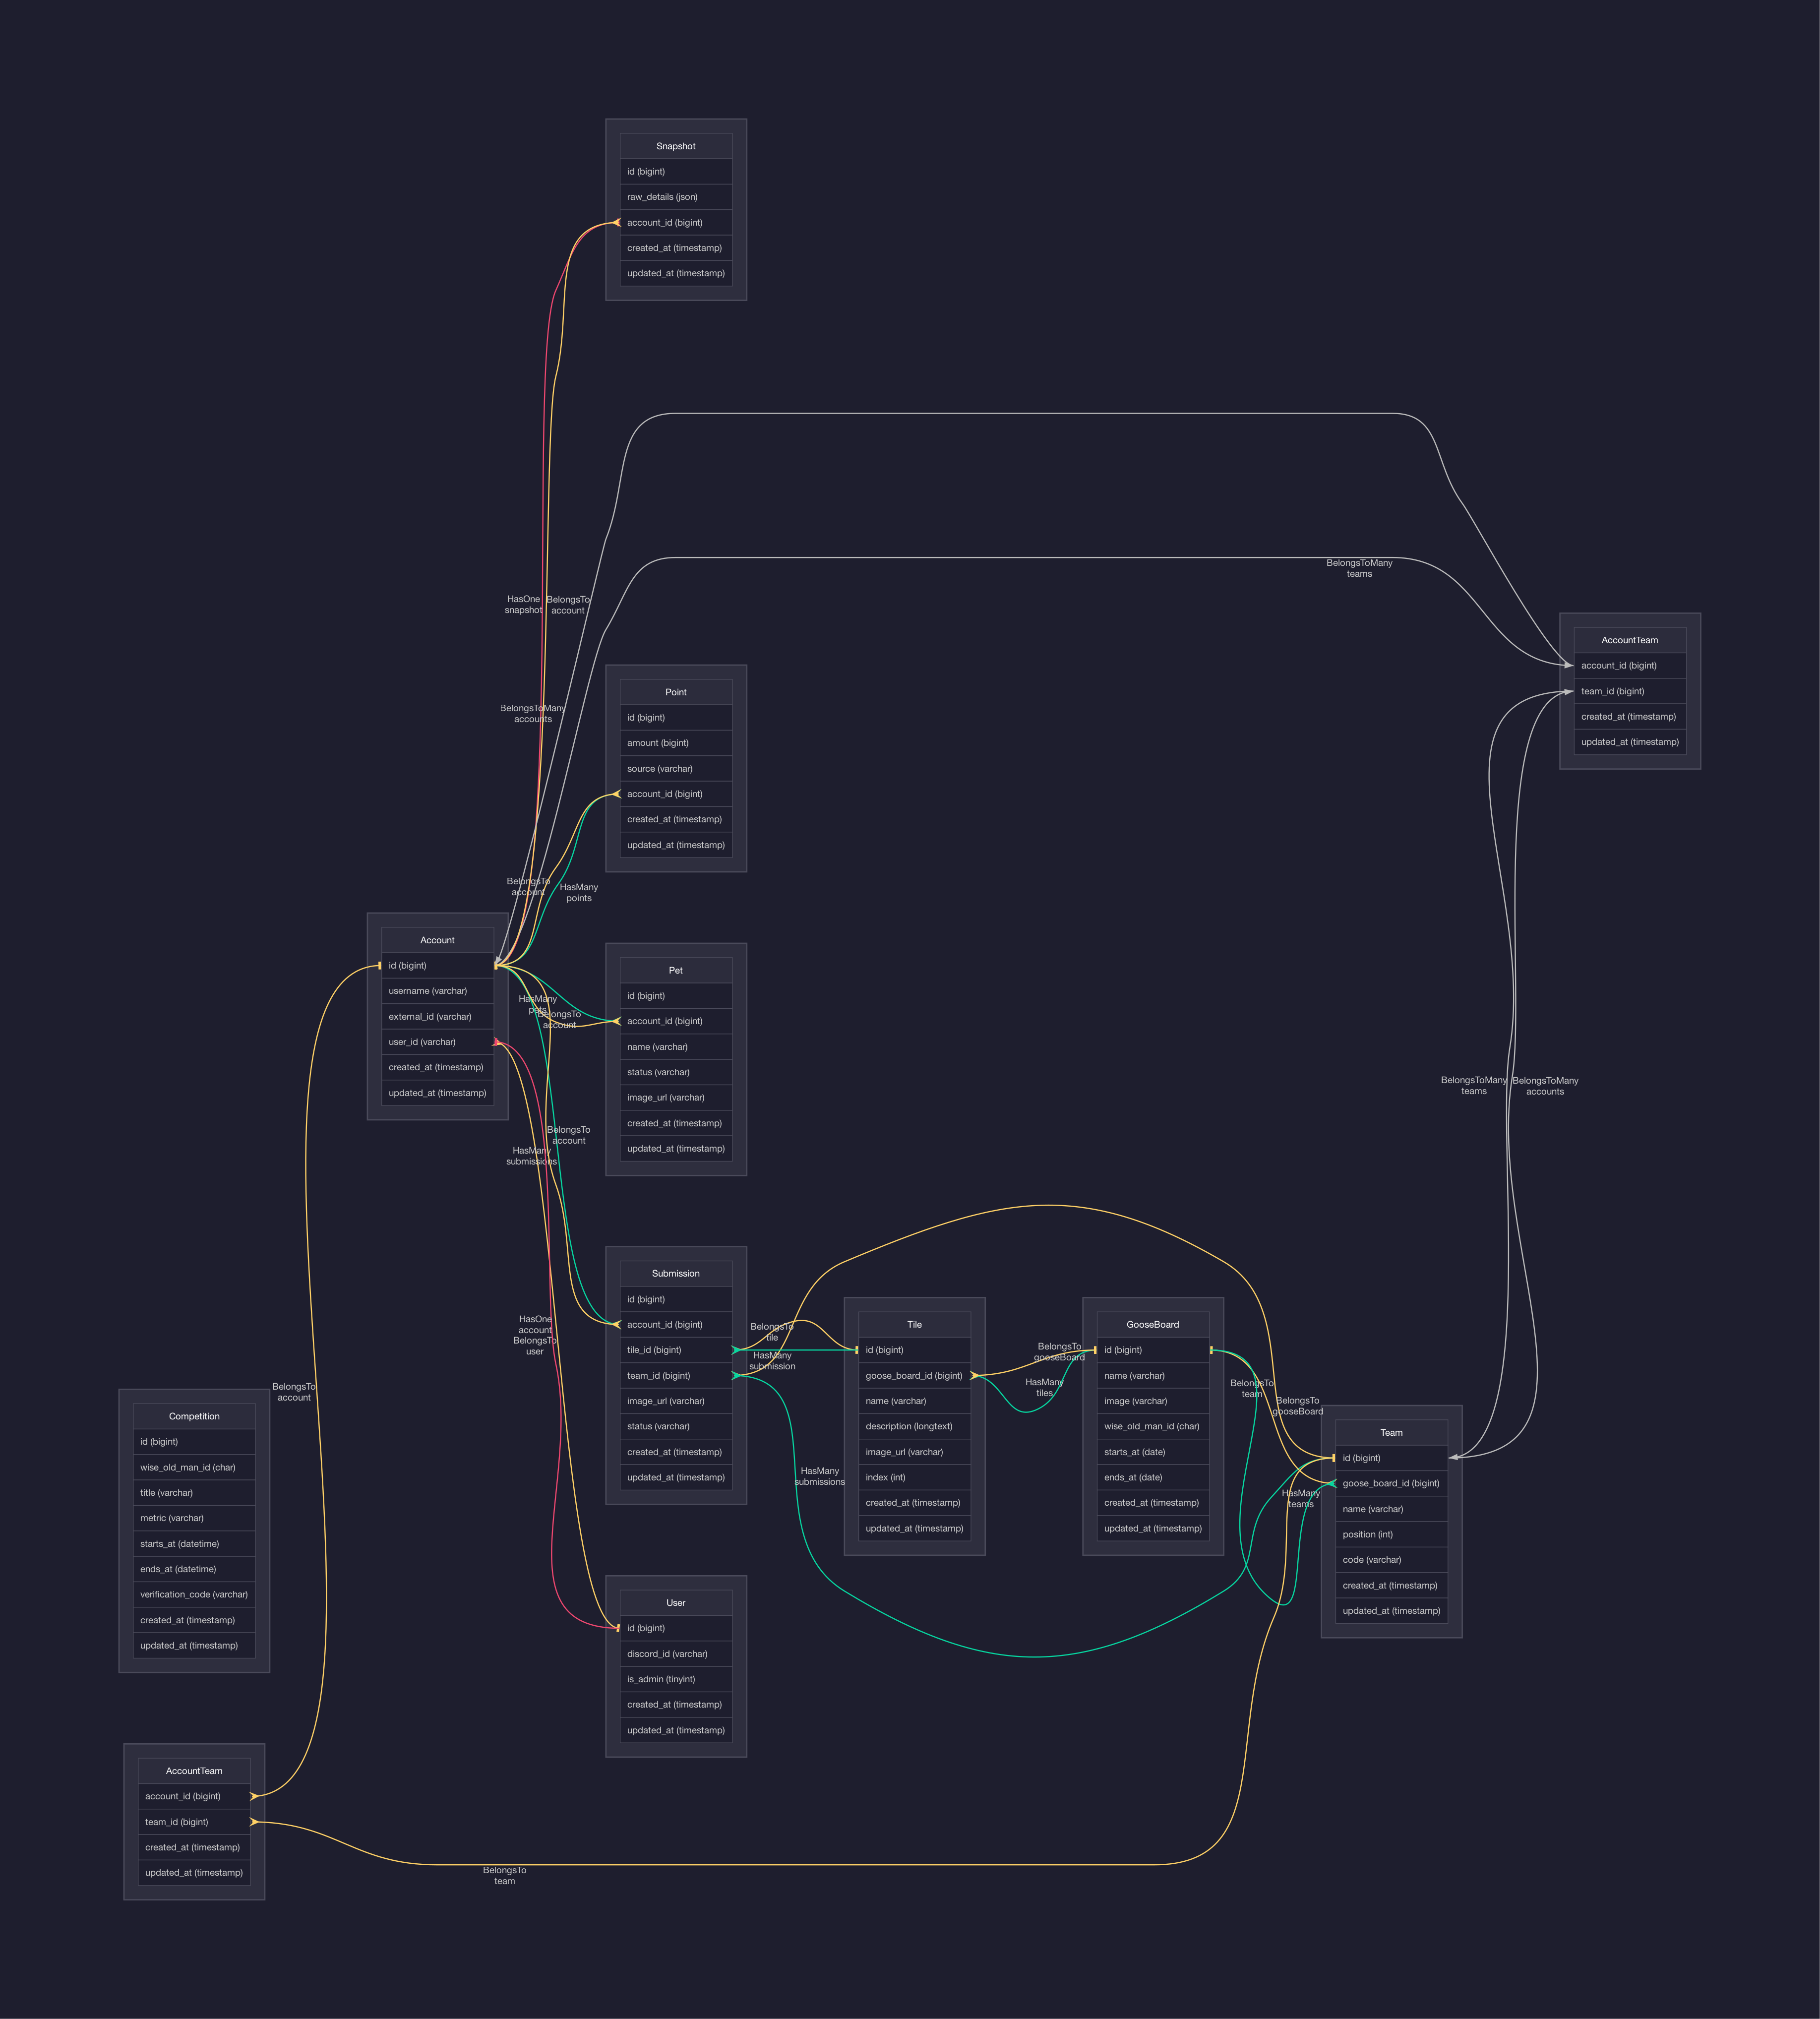 Snapshot
id (bigint)
raw_details (json)
account_id (bigint)
created_at (timestamp)
updated_at (timestamp)
BelongsToMany
teams
HasOne
snapshot
BelongsTo
account
AccountTeam
account_id (bigint)
team_id (bigint)
created_at (timestamp)
updated_at (timestamp)
Point
id (bigint)
amount (bigint)
source (varchar)
account_id (bigint)
created_at (timestamp)
updated_at (timestamp)
BelongsToMany
accounts
BelongsTo
account
HasMany
points
Account
id (bigint)
username (varchar)
external_id (varchar)
user_id (varchar)
created_at (timestamp)
updated_at (timestamp)
Pet
id (bigint)
account_id (bigint)
name (varchar)
status (varchar)
image_url (varchar)
created_at (timestamp)
updated_at (timestamp)
HasMany
pets
BelongsTo
account
BelongsToMany
teams
BelongsToMany
accounts
BelongsTo
account
HasMany
submissions
Submission
id (bigint)
account_id (bigint)
tile_id (bigint)
team_id (bigint)
image_url (varchar)
status (varchar)
created_at (timestamp)
updated_at (timestamp)
HasOne
account
BelongsTo
user
BelongsTo
tile
HasMany
submission
Tile
id (bigint)
goose_board_id (bigint)
name (varchar)
description (longtext)
image_url (varchar)
index (int)
created_at (timestamp)
updated_at (timestamp)
BelongsTo
gooseBoard
HasMany
tiles
GooseBoard
id (bigint)
name (varchar)
image (varchar)
wise_old_man_id (char)
starts_at (date)
ends_at (date)
created_at (timestamp)
updated_at (timestamp)
BelongsTo
team
BelongsTo
gooseBoard
HasMany
teams
Team
id (bigint)
goose_board_id (bigint)
name (varchar)
position (int)
code (varchar)
created_at (timestamp)
updated_at (timestamp)
HasMany
submissions
BelongsTo
account
Competition
id (bigint)
wise_old_man_id (char)
title (varchar)
metric (varchar)
starts_at (datetime)
ends_at (datetime)
verification_code (varchar)
created_at (timestamp)
updated_at (timestamp)
User
id (bigint)
discord_id (varchar)
is_admin (tinyint)
created_at (timestamp)
updated_at (timestamp)
AccountTeam
account_id (bigint)
team_id (bigint)
created_at (timestamp)
updated_at (timestamp)
BelongsTo
team